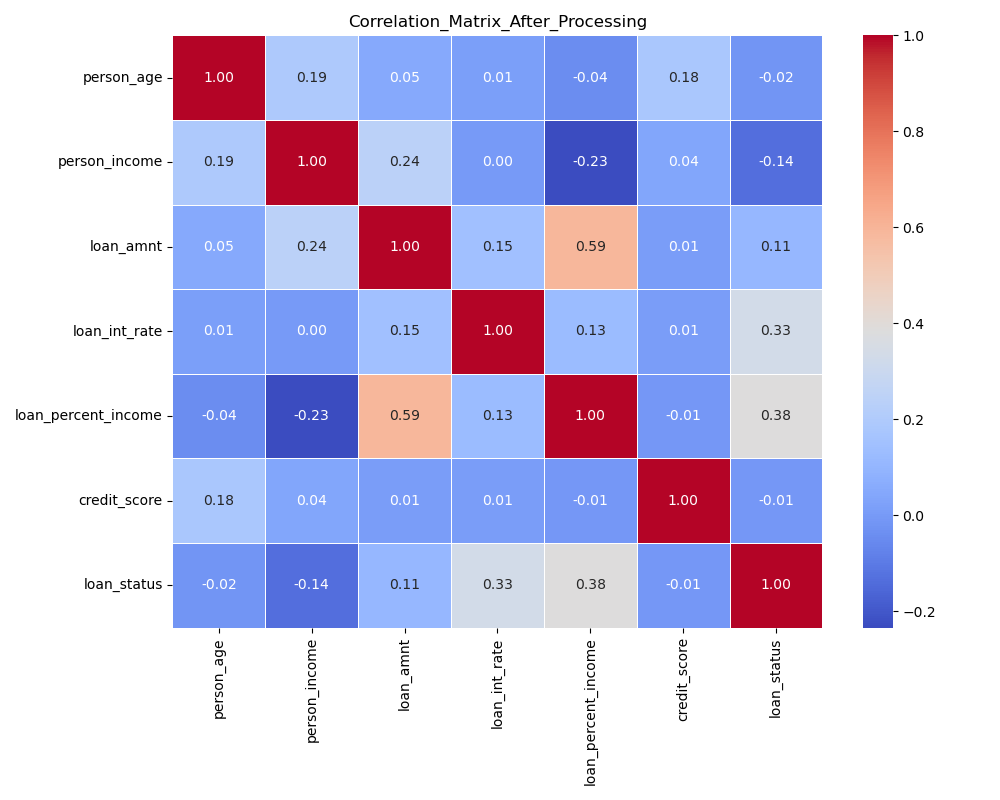 Correlation_Matrix_After_Processing
person_age 1.00 0.19 0.05 0.01 -0.04 0.18 -0.02
person_income 0.19 1.00 0.24 0.00 -0.23 0.04 -0.14
loan_amnt 0.05 0.24 1.00 0.15 0.59 0.01 0.11
loan_int_rate 0.01 0.00 0.15 1.00 0.13 0.01 0.33
loan_percent_income -0.04 -0.23 0.59 0.13 1.00 -0.01 0.38
credit_score 0.18 0.04 0.01 0.01 -0.01 1.00 -0.01
loan_status -0.02 -0.14 0.11 0.33 0.38 -0.01 1.00
person_age
person_income
loan_amnt
loan_int_rate
loan_percent_income
credit_score
loan_status
1.0
0.8
0.6
0.4
0.2
0.0
−0.2